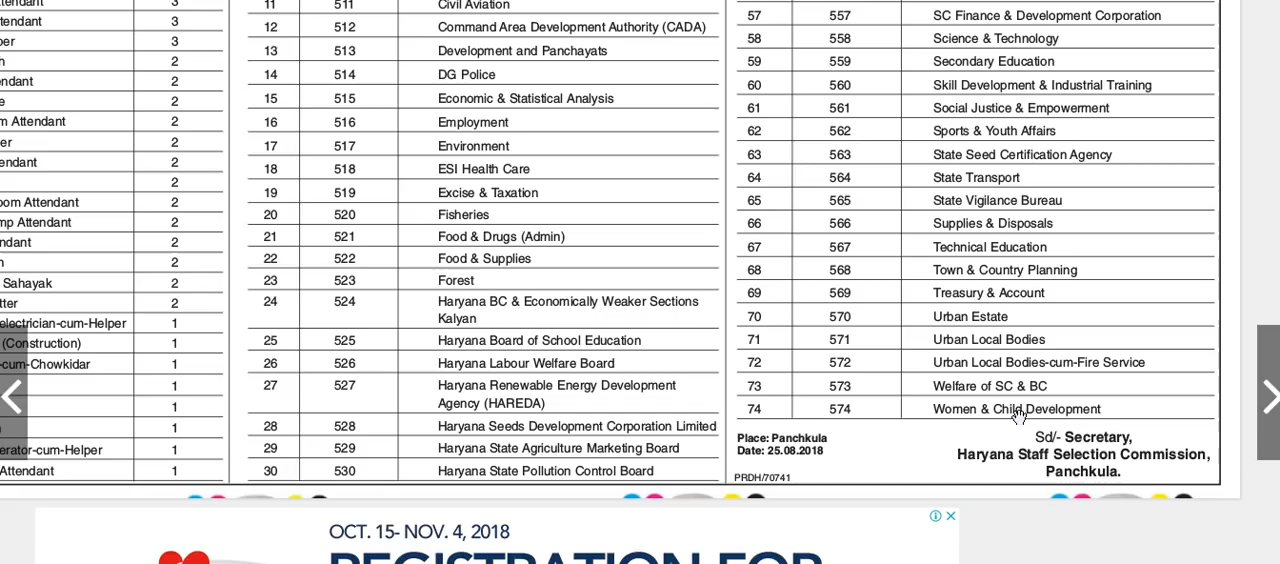 ttendant 3
tendant 3
per 3
h 2
endant 2
e 2
m Attendant 2
er 2
endant 2
2
oom Attendant 2
mp Attendant 2
ndant 2
n 2
Sahayak 2
tter 2
electrician-cum-Helper 1
(Construction) 1
-cum-Chowkidar 1
1
1
1
erator-cum-Helper 1
Attendant 1
11 511 Civil Aviation
12 512 Command Area Development Authority (CADA)
13 513 Development and Panchayats
14 514 DG Police
15 515 Economic & Statistical Analysis
16 516 Employment
17 517 Environment
18 518 ESI Health Care
19 519 Excise & Taxation
20 520 Fisheries
21 521 Food & Drugs (Admin)
22 522 Food & Supplies
23 523 Forest
24 524 Haryana BC & Economically Weaker Sections
Kalyan
25 525 Haryana Board of School Education
26 526 Haryana Labour Welfare Board
27 527 Haryana Renewable Energy Development
Agency (HAREDA)
28 528 Haryana Seeds Development Corporation Limited
29 529 Haryana State Agriculture Marketing Board
30 530 Haryana State Pollution Control Board
57 557 SC Finance & Development Corporation
58 558 Science & Technology
59 559 Secondary Education
60 560 Skill Development & Industrial Training
61 561 Social Justice & Empowerment
62 562 Sports & Youth Affairs
63 563 State Seed Certification Agency
64 564 State Transport
65 565 State Vigilance Bureau
66 566 Supplies & Disposals
67 567 Technical Education
68 568 Town & Country Planning
69 569 Treasury & Account
70 570 Urban Estate
71 571 Urban Local Bodies
72 572 Urban Local Bodies-cum-Fire Service
73 573 Welfare of SC & BC
74 574 Women & Child Development
Place: Panchkula
Date: 25.08.2018
Sd/- Secretary,
Haryana Staff Selection Commission,
Panchkula.
PRDH/70741
OCT. 15- NOV. 4, 2018
REGISTRATION FOR